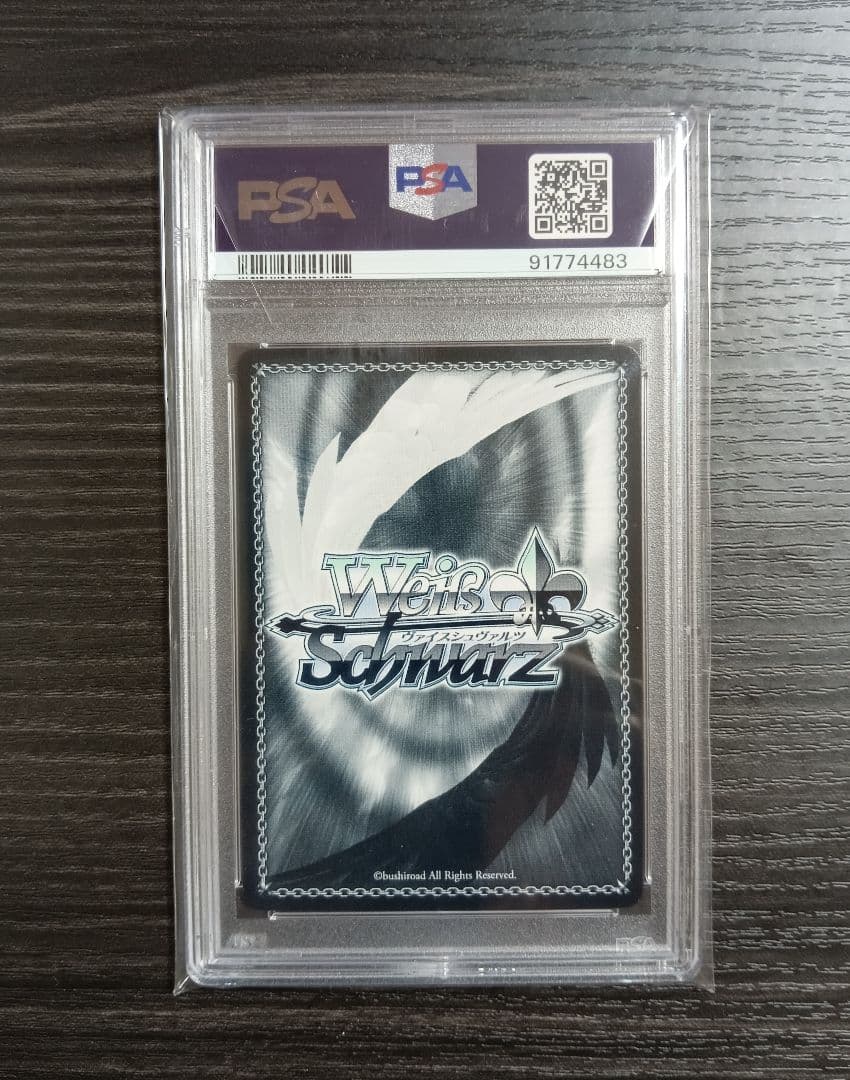 PSA
PSA
91774483
Weiß
ヴァイスシュヴァルツ
Schwarz
©bushiroad All Rights Reserved.
PSA